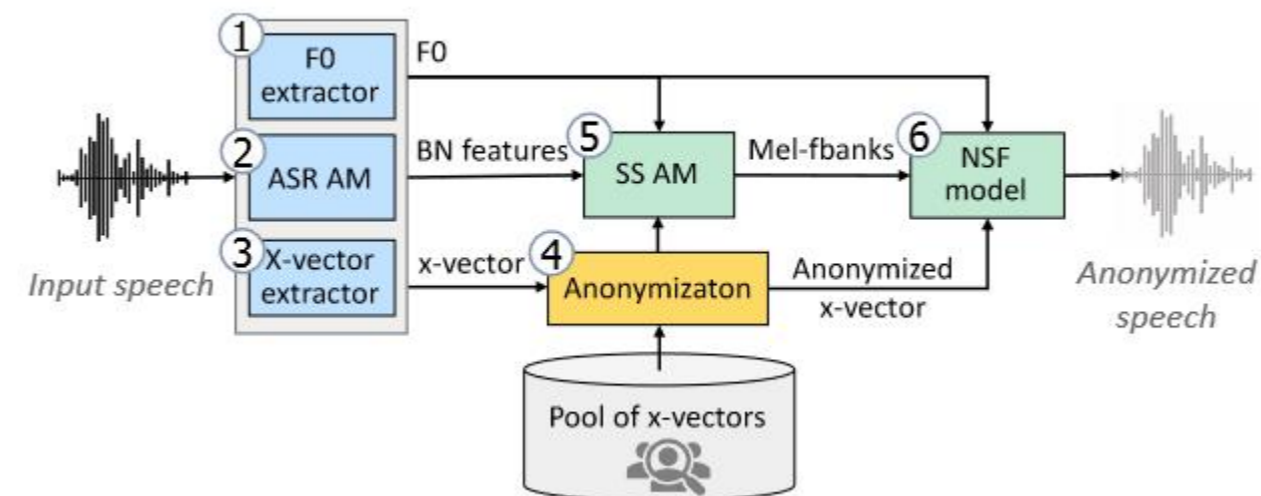 1
F0
extractor
F0
2
ASR AM
BN features
5
SS AM
Mel-fbanks
6
NSF
model
3
X-vector
extractor
x-vector
4
Anonymizaton
Anonymized
x-vector
Input speech
Anonymized
speech
Pool of x-vectors